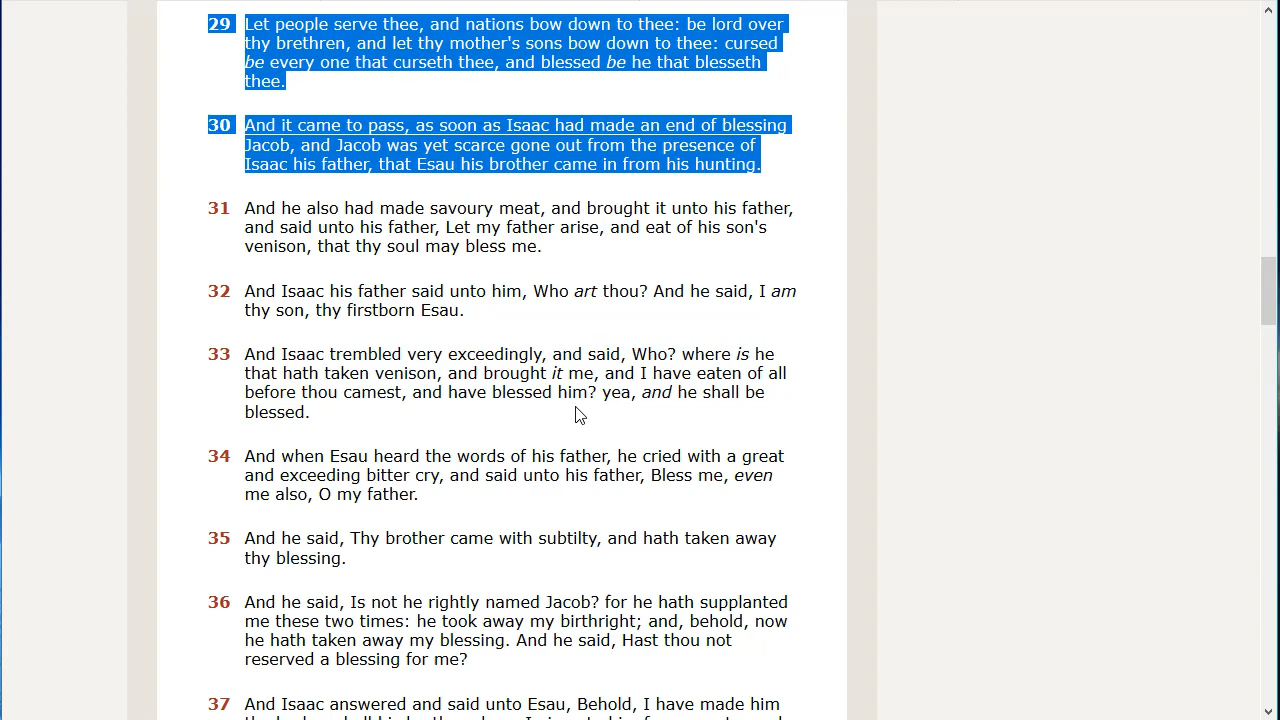 29 Let people serve thee, and nations bow down to thee: be lord over
thy brethren, and let thy mother's sons bow down to thee: cursed
be every one that curseth thee, and blessed be he that blesseth
thee.
30 And it came to pass, as soon as Isaac had made an end of blessing
Jacob, and Jacob was yet scarce gone out from the presence of
Isaac his father, that Esau his brother came in from his hunting.
31 And he also had made savoury meat, and brought it unto his father,
and said unto his father, Let my father arise, and eat of his son's
venison, that thy soul may bless me.
32 And Isaac his father said unto him, Who art thou? And he said, I am
thy son, thy firstborn Esau.
33 And Isaac trembled very exceedingly, and said, Who? where is he
that hath taken venison, and brought it me, and I have eaten of all
before thou camest, and have blessed him? yea, and he shall be
blessed.
34 And when Esau heard the words of his father, he cried with a great
and exceeding bitter cry, and said unto his father, Bless me, even
me also, O my father.
35 And he said, Thy brother came with subtilty, and hath taken away
thy blessing.
36 And he said, Is not he rightly named Jacob? for he hath supplanted
me these two times: he took away my birthright; and, behold, now
he hath taken away my blessing. And he said, Hast thou not
reserved a blessing for me?
37 And Isaac answered and said unto Esau, Behold, I have made him